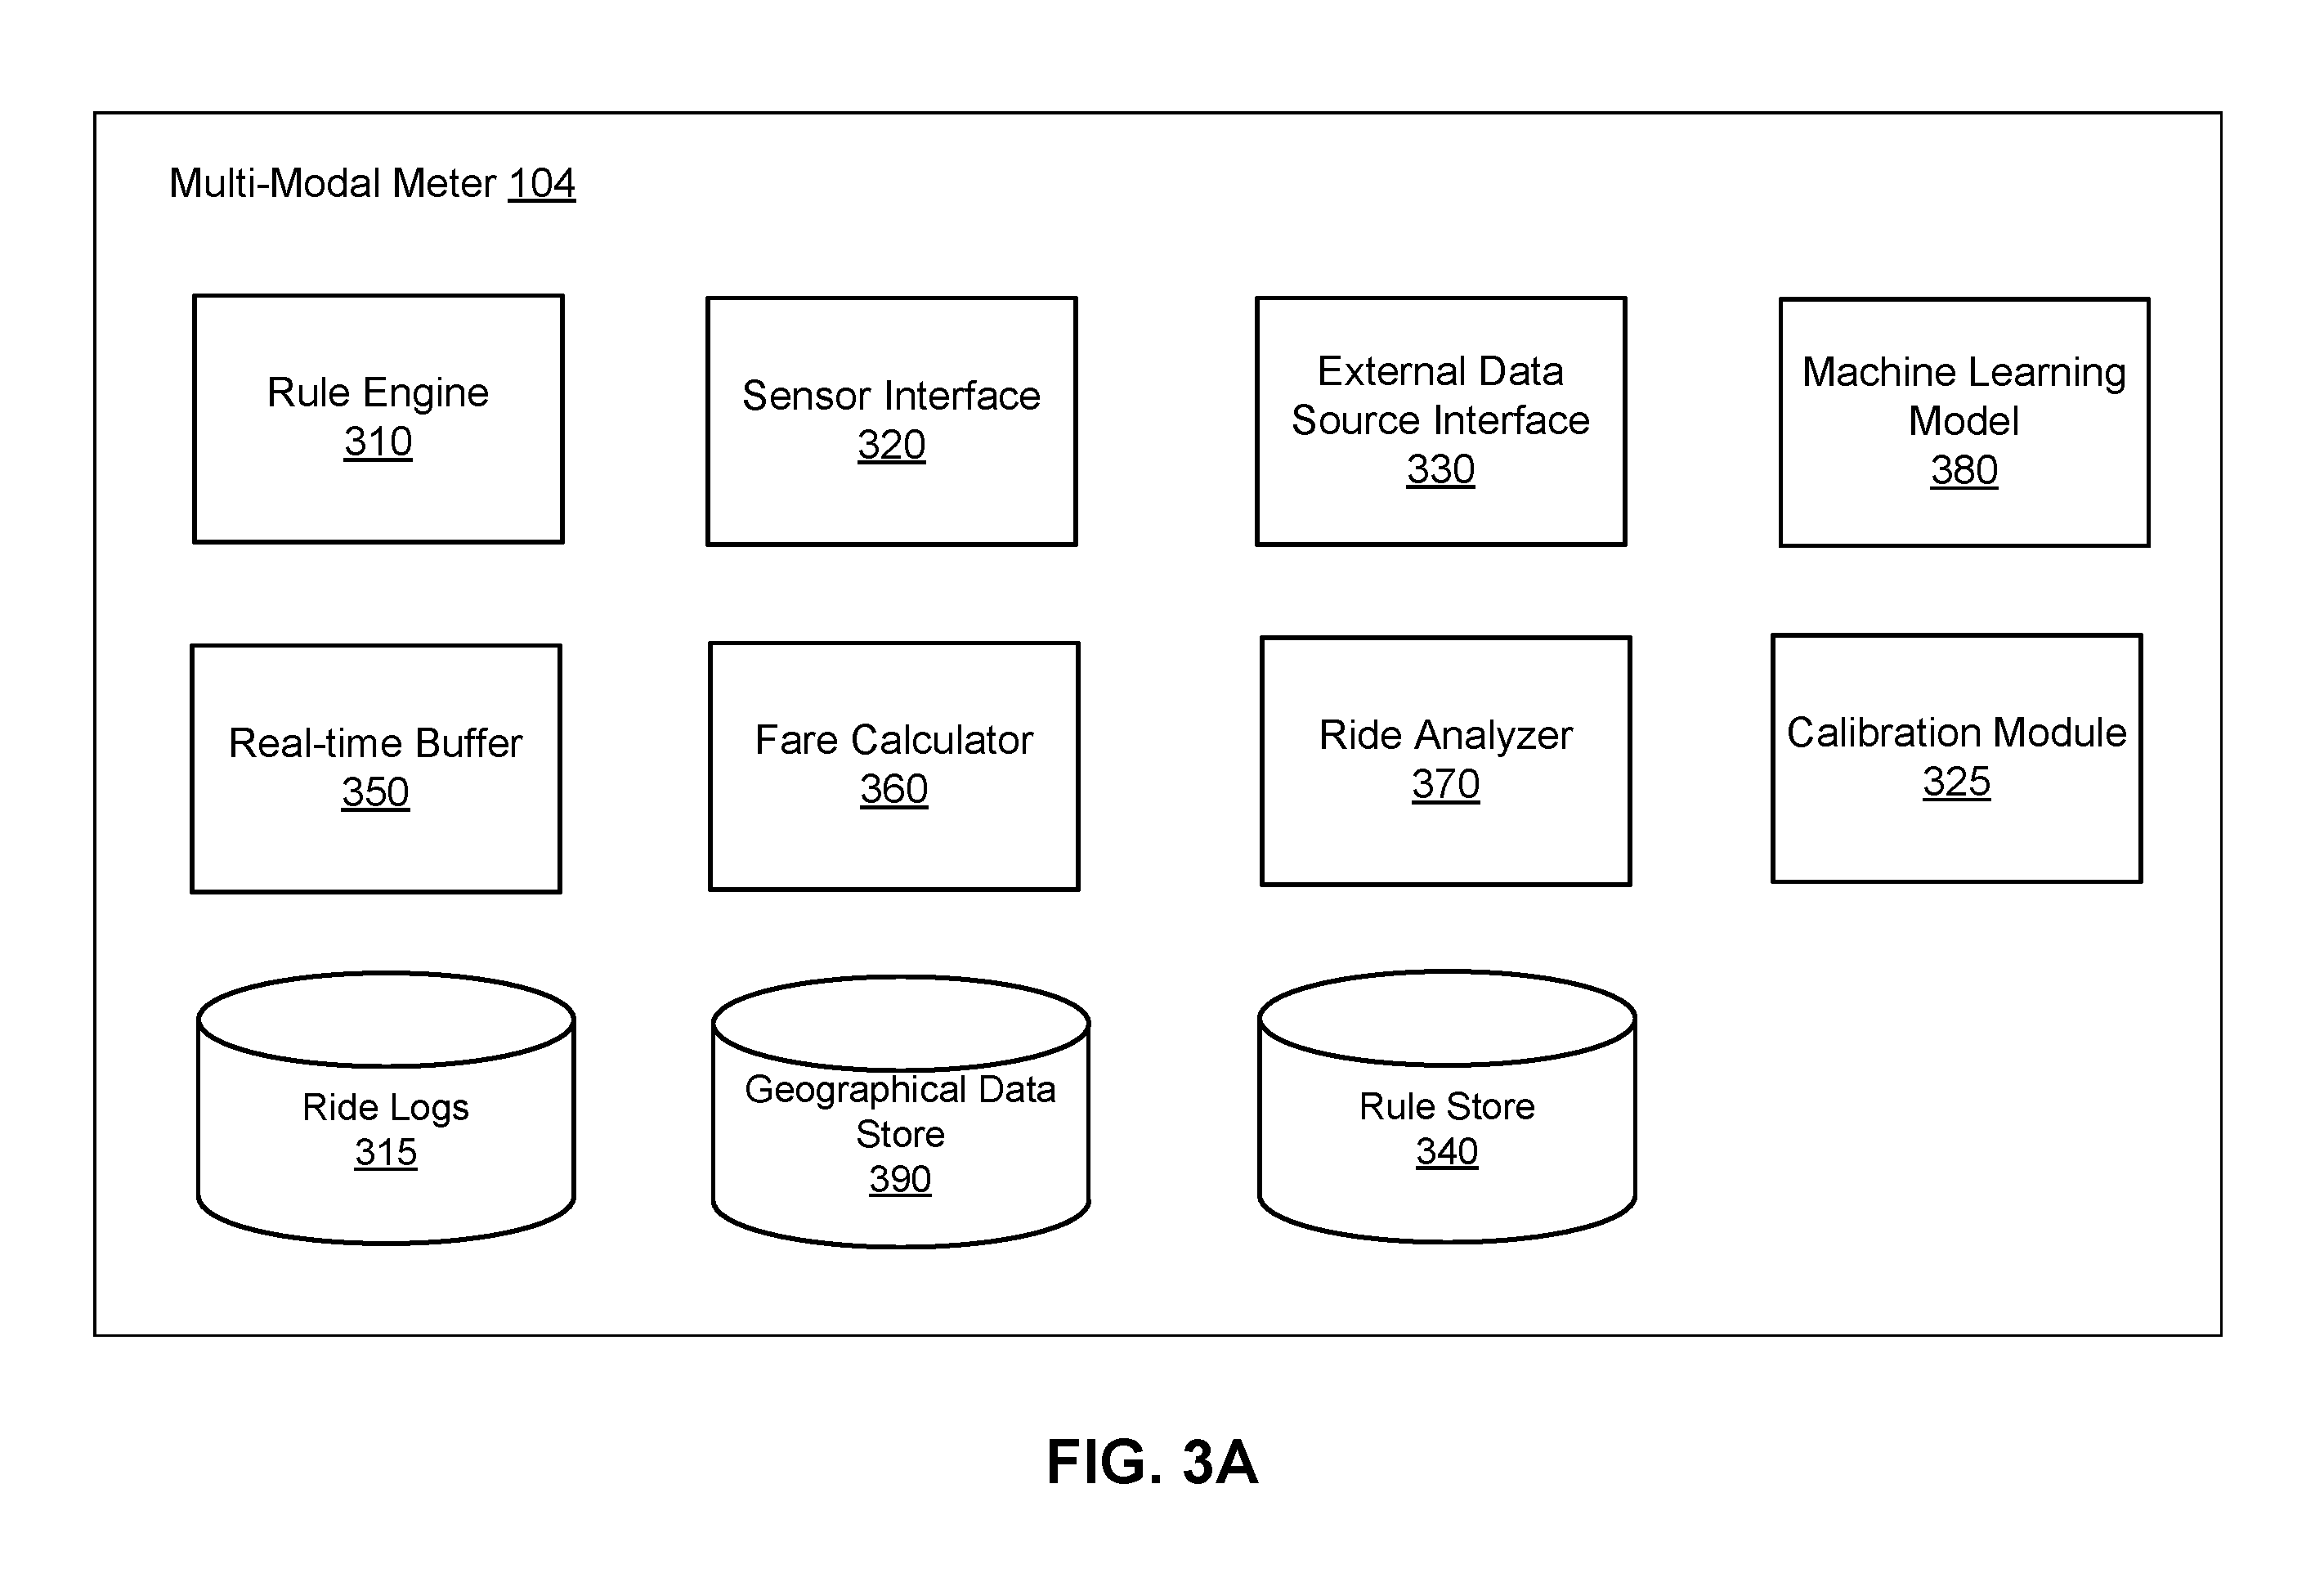 Multi-Modal Meter 104
Rule Engine
310
Sensor Interface
320
External Data
Source Interface
330
Machine Learning
Model
380
Real-time Buffer
350
Fare Calculator
360
Ride Analyzer
370
Calibration Module
325
Ride Logs
315
Geographical Data
Store
390
Rule Store
340
FIG. 3A